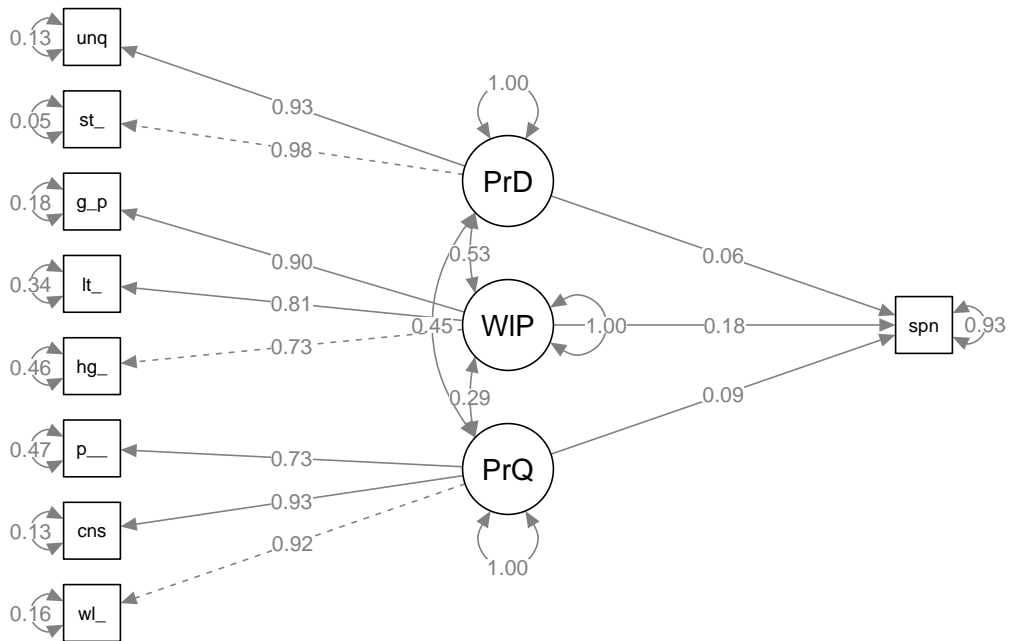 0.13 unq
0.93
1.00
0.05 st_
0.98
PrD
0.18 g_p
0.90
0.53
0.06
0.34 lt_
0.81
0.45 WIP 1.00 0.18 spn 0.93
0.46 hg_
0.73
0.29
0.09
0.47 p__
0.73
PrQ
0.13 cns
0.93
0.92
1.00
0.16 wl_